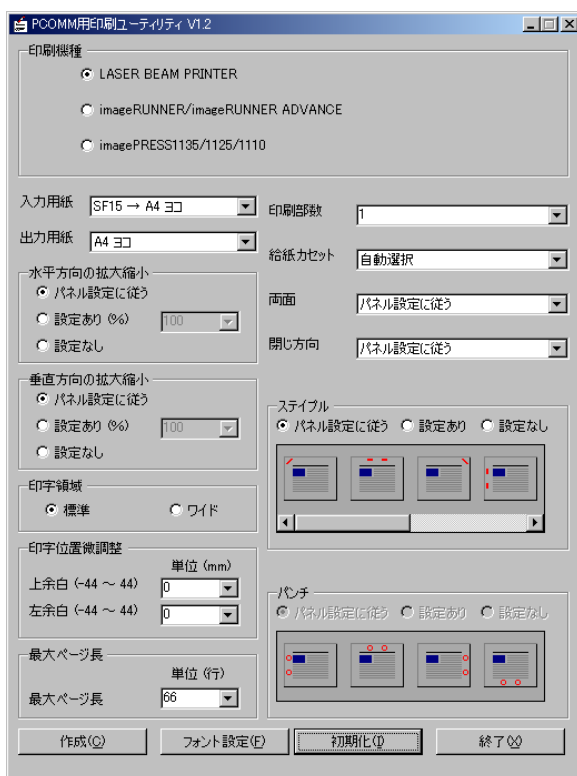 PCOMM用印刷ユーティリティ V1.2
印刷機種
LASER BEAM PRINTER
imageRUNNER/imageRUNNER ADVANCE
imagePRESS1135/1125/1110
入力用紙 SF15 → A4 ヨコ
出力用紙 A4 ヨコ
水平方向の拡大縮小
パネル設定に従う
設定あり (%) 100
設定なし
垂直方向の拡大縮小
パネル設定に従う
設定あり (%) 100
設定なし
印字領域
標準 ワイド
印字位置微調整
単位 (mm)
上余白 (-44 ～ 44) 0
左余白 (-44 ～ 44) 0
最大ページ長
単位 (行)
最大ページ長 66
印刷部数 1
給紙カセット 自動選択
両面 パネル設定に従う
閉じ方向 パネル設定に従う
ステイプル
パネル設定に従う 設定あり 設定なし
パンチ
パネル設定に従う 設定あり 設定なし
作成(C) フォント設定(F) 初期化(I) 終了(X)